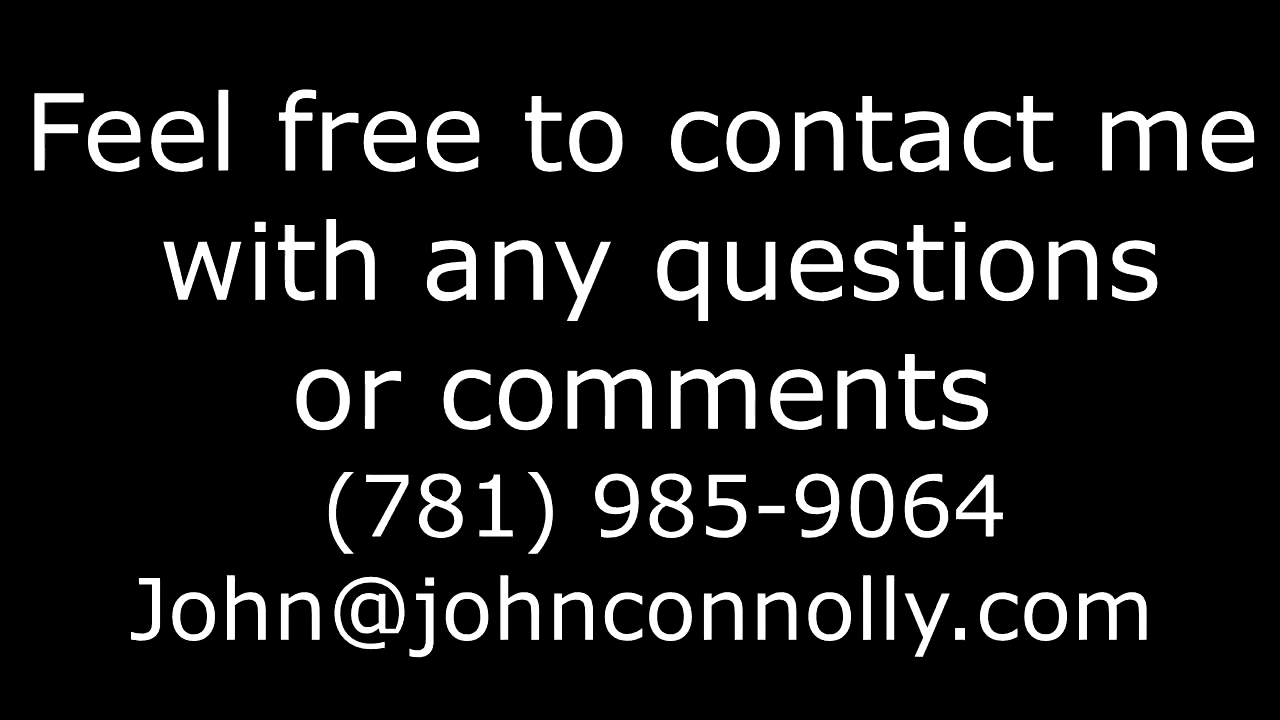 Feel free to contact me
with any questions
or comments
(781) 985-9064
John@johnconnolly.com